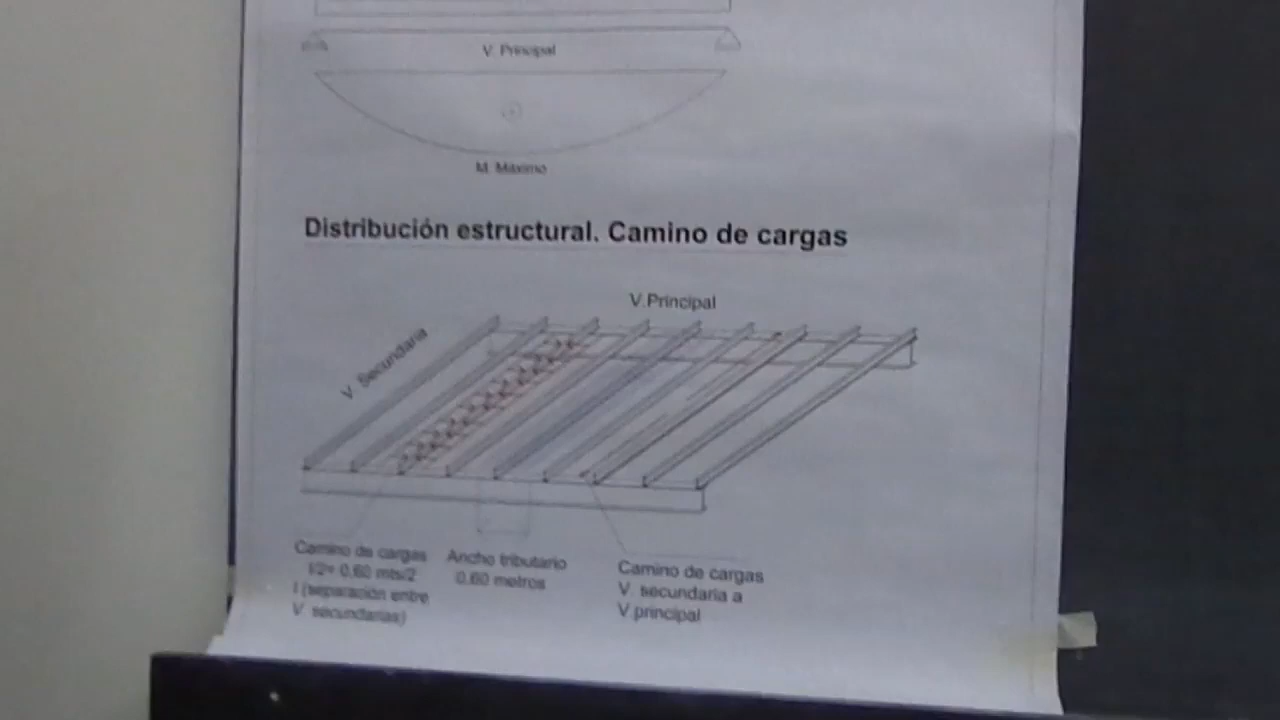 V. Principal
M. Máximo
Distribución estructural. Camino de cargas
V.Principal
V. Secundaria
Camino de cargas
l/2= 0,60 mts/2
l (separación entre
V. secundarias)
Ancho tributario
0,60 metros
Camino de cargas
V. secundaria a
V principal